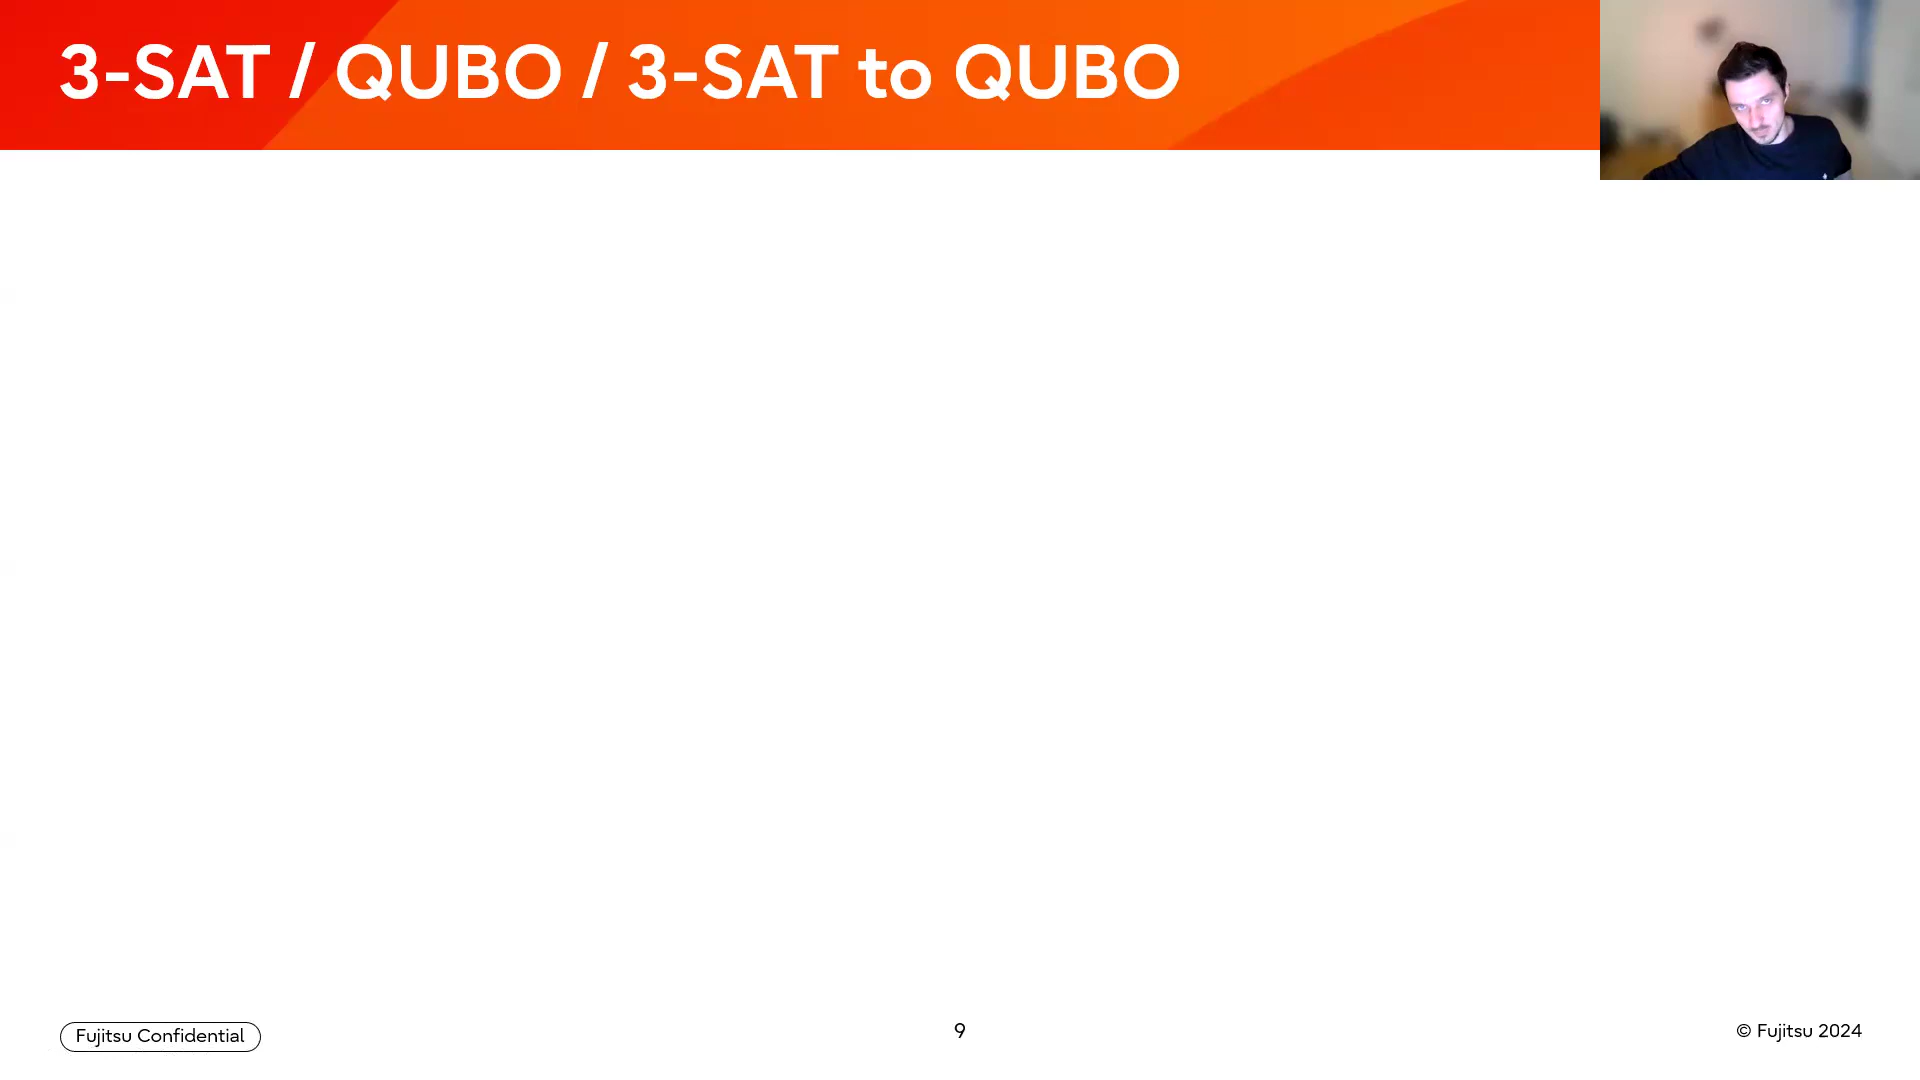 3-SAT / QUBO / 3-SAT to QUBO
Fujitsu Confidential
9
© Fujitsu 2024